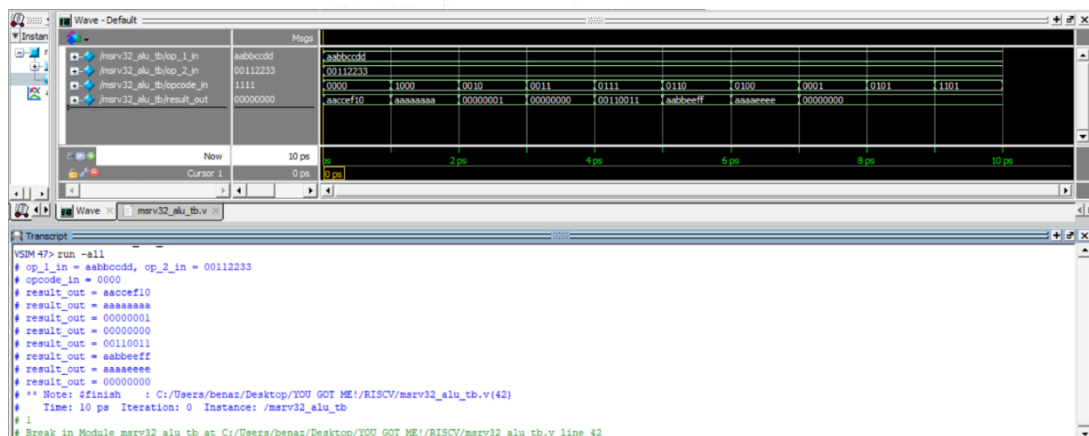 Wave - Default
Instan
Msgs
/msrv32_alu_tb/op_1_in aabbccdd aabbccdd
/msrv32_alu_tb/op_2_in 00112233 00112233
/msrv32_alu_tb/opcode_in 1111 0000 1000 0010 0011 0111 0110 0100 0001 0101 1101
/msrv32_alu_tb/result_out 00000000 aaccef10 aaaaaaaa 00000001 00000000 00110011 aabbeeff aaaaeeee 00000000
Now 10 ps ps 2 ps 4 ps 6 ps 8 ps 10 ps
Cursor 1 0 ps 0 ps
Wave msrv32_alu_tb.v
Transcript
VSIM 47> run -all
# op_1_in = aabbccdd, op_2_in = 00112233
# opcode_in = 0000
# result_out = aaccef10
# result_out = aaaaaaaa
# result_out = 00000001
# result_out = 00000000
# result_out = 00110011
# result_out = aabbeeff
# result_out = aaaaeeee
# result_out = 00000000
# ** Note: $finish : C:/Users/benaz/Desktop/YOU GOT ME!/RISCV/msrv32_alu_tb.v(42)
# Time: 10 ps Iteration: 0 Instance: /msrv32_alu_tb
# 1
# Break in Module msrv32_alu_tb at C:/Users/benaz/Desktop/YOU GOT ME!/RISCV/msrv32_alu_tb.v line 42